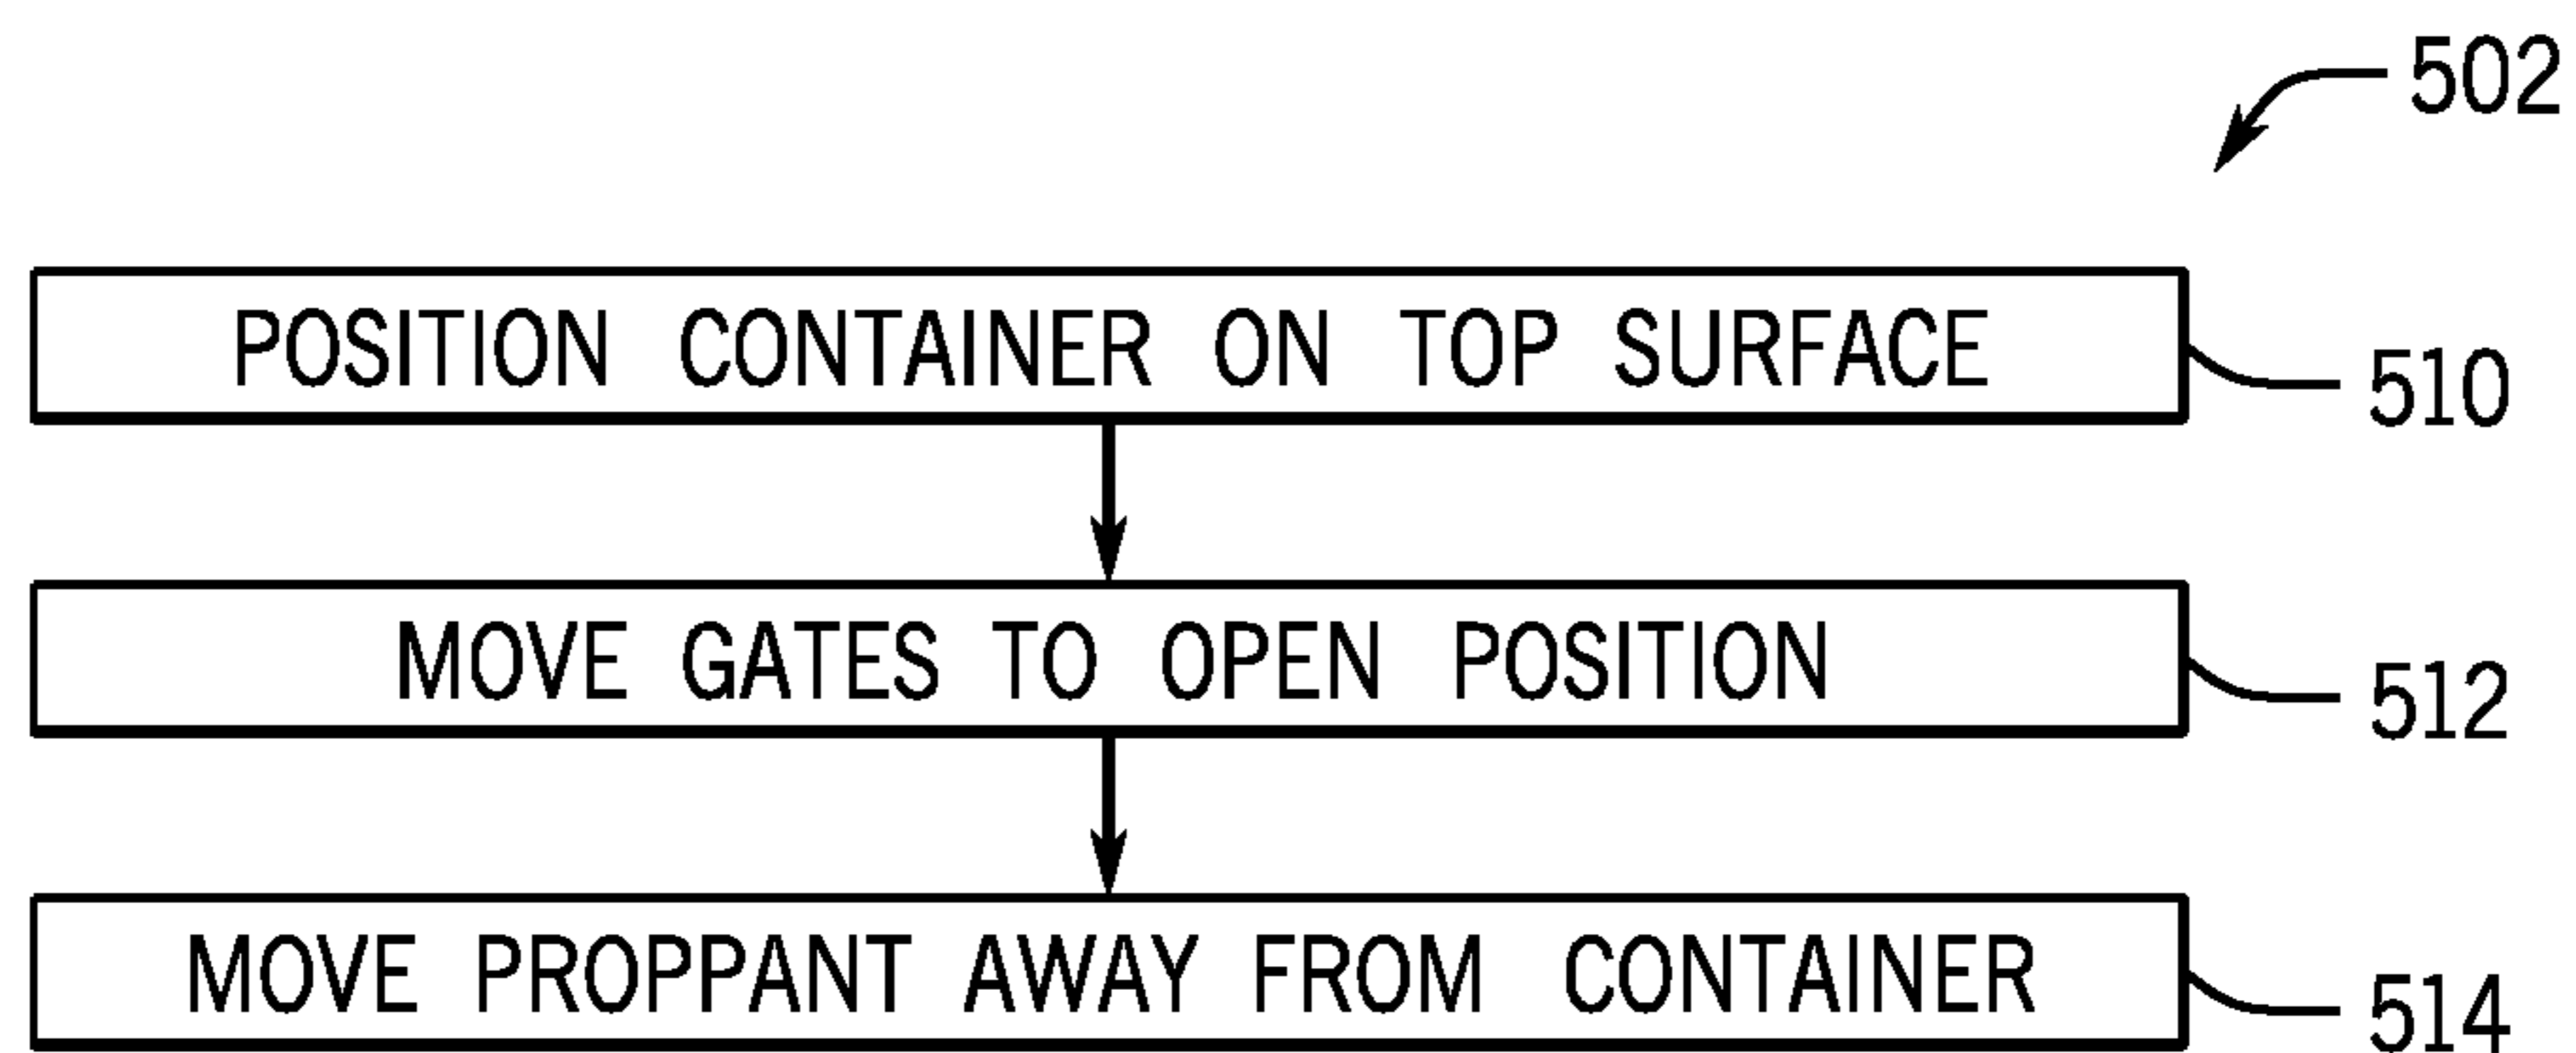 502
POSITION CONTAINER ON TOP SURFACE
510
MOVE GATES TO OPEN POSITION
512
MOVE PROPPANT AWAY FROM CONTAINER
514